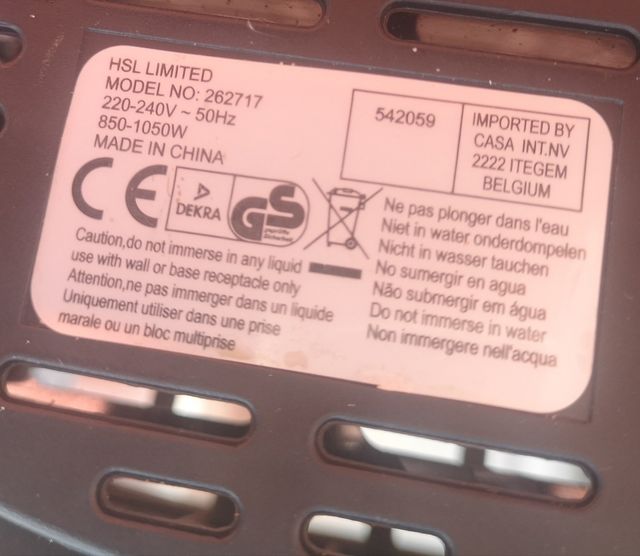 HSL LIMITED
MODEL NO: 262717
220-240V ~ 50Hz
850-1050W
MADE IN CHINA
542059
IMPORTED BY
CASA INT.NV
2222 ITEGEM
BELGIUM
CE
DEKRA
GS
geprüfte
Sicherheit
Caution,do not immerse in any liquid
use with wall or base receptacle only
Attention,ne pas immerger dans un liquide
Uniquement utiliser dans une prise
marale ou un bloc multiprise
Ne pas plonger dans l'eau
Niet in water onderdompelen
Nicht in wasser tauchen
No sumergir en agua
Não submergir em água
Do not immerse in water
Non immergere nell'acqua